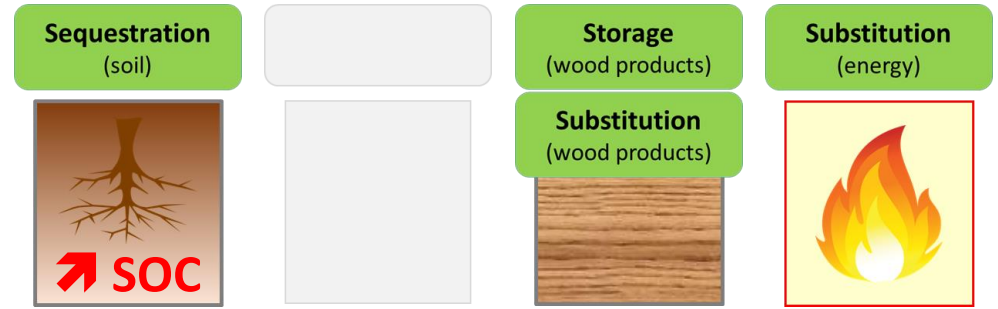 Sequestration
(soil)
Storage
(wood products)
Substitution
(energy)
Substitution
(wood products)
SOC